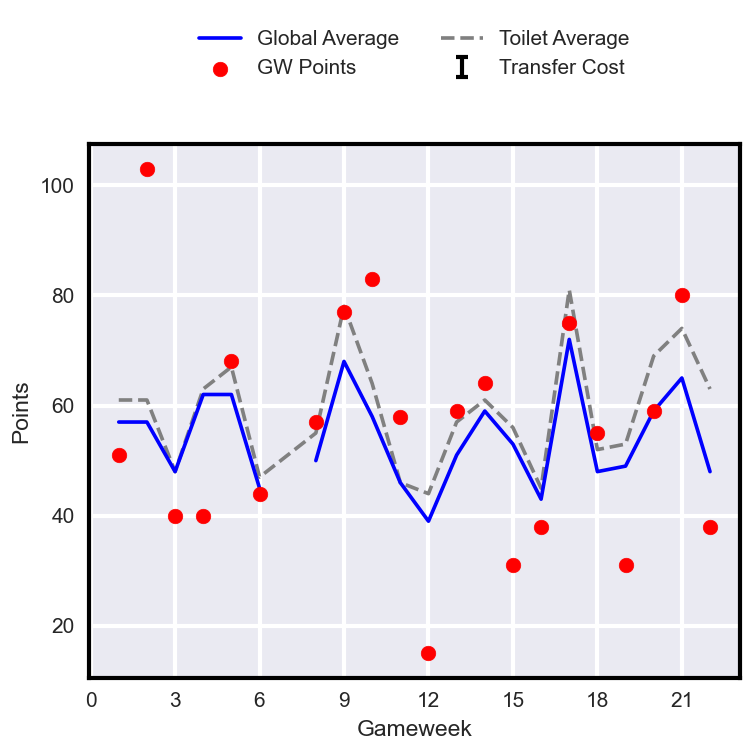 Global Average
Toilet Average
GW Points
Transfer Cost
100
80
60
40
20
Points
0 3 6 9 12 15 18 21
Gameweek